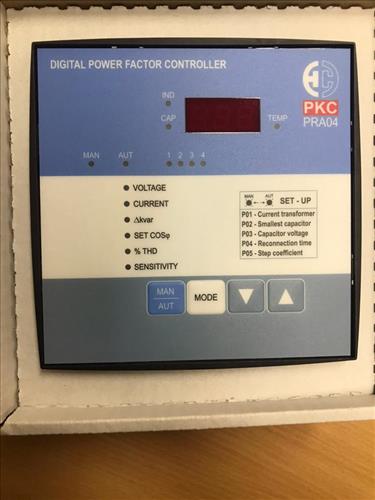 DIGITAL POWER FACTOR CONTROLLER
IND
CAP
TEMP
PKC
PRA04
MAN AUT 1 2 3 4
VOLTAGE
CURRENT
Δkvar
SET COSφ
% THD
SENSITIVITY
MAN AUT SET - UP
P01 - Current transformer
P02 - Smallest capacitor
P03 - Capacitor voltage
P04 - Reconnection time
P05 - Step coefficient
MAN
AUT
MODE